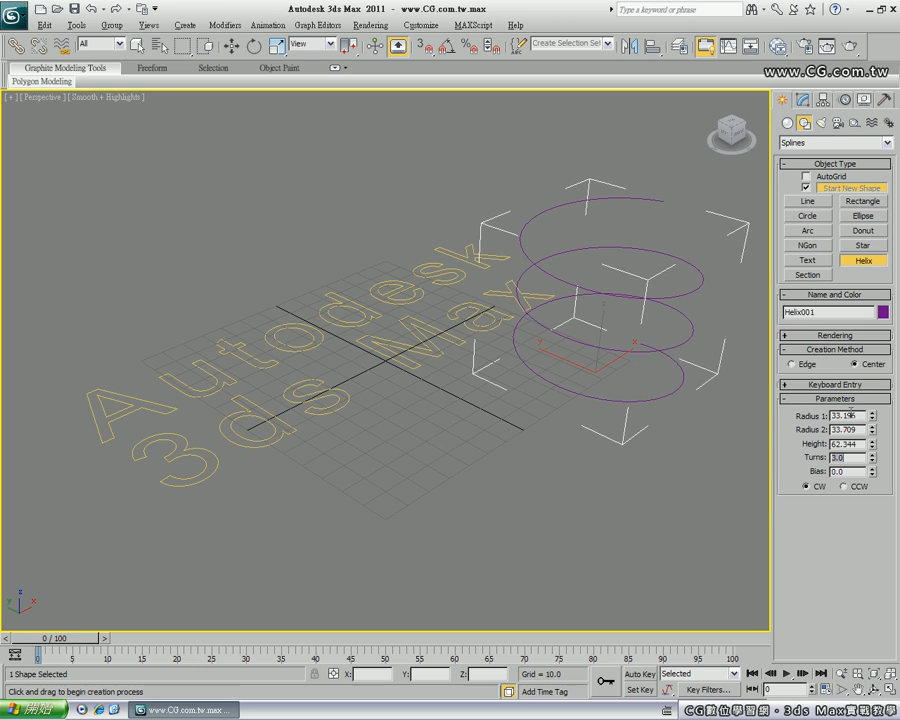 Autodesk 3ds Max 2011 - www.CG.com.tw.max
Type a keyword or phrase
Edit Tools Group Views Create Modifiers Animation Graph Editors Rendering Customize MAXScript Help
All View Create Selection Set
Graphite Modeling Tools Freeform Selection Object Paint
www.CG.com.tw
Polygon Modeling
[ + ] [ Perspective ] [ Smooth + Highlights ]
Splines
Object Type
AutoGrid
Start New Shape
Line Rectangle
Circle Ellipse
Arc Donut
NGon Star
Text Helix
Section
Name and Color
Helix001
Rendering
Creation Method
Edge Center
Keyboard Entry
Parameters
Radius 1: 33.196
Radius 2: 33.709
Height: 62.344
Turns: 3.0
Bias: 0.0
CW CCW
Autodesk
3ds Max
x
y
z
x
y
0 / 100
0 5 10 15 20 25 30 35 40 45 50 55 60 65 70 75 80 85 90 95 100
1 Shape Selected X: Y: Z: Grid = 10.0 Auto Key Selected
Click and drag to begin creation process Add Time Tag Set Key Key Filters... 0
開始 www.CG.com.tw.max ... CG數位學習網‧3ds Max實戰教學